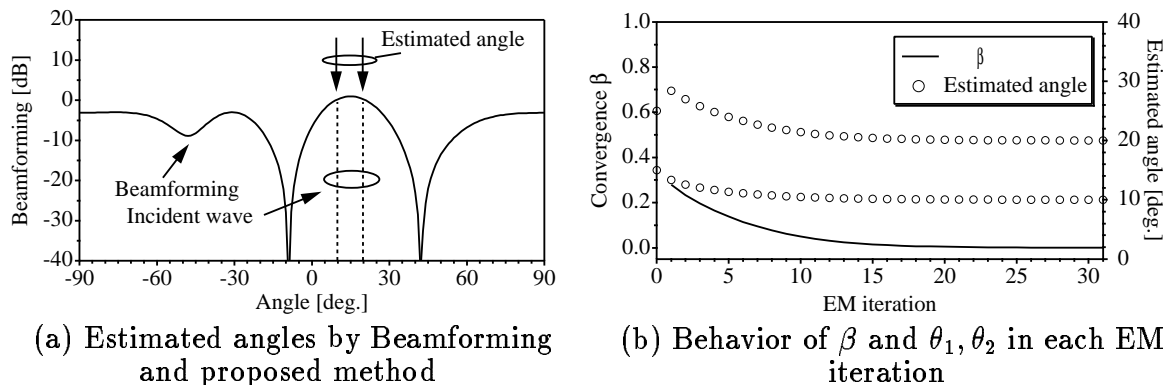 20
10
0
-10
-20
-30
-40
Beamforming [dB]
Estimated angle
Beamforming
Incident wave
-90
-60
-30
0
30
60
90
Angle [deg.]
(a) Estimated angles by Beamforming
and proposed method
1.0
0.8
0.6
0.4
0.2
0.0
Convergence β
β
Estimated angle
40
30
20
10
0
Estimated angle [deg.]
0
5
10
15
20
25
30
EM iteration
(b) Behavior of β and θ₁, θ₂ in each EM
iteration